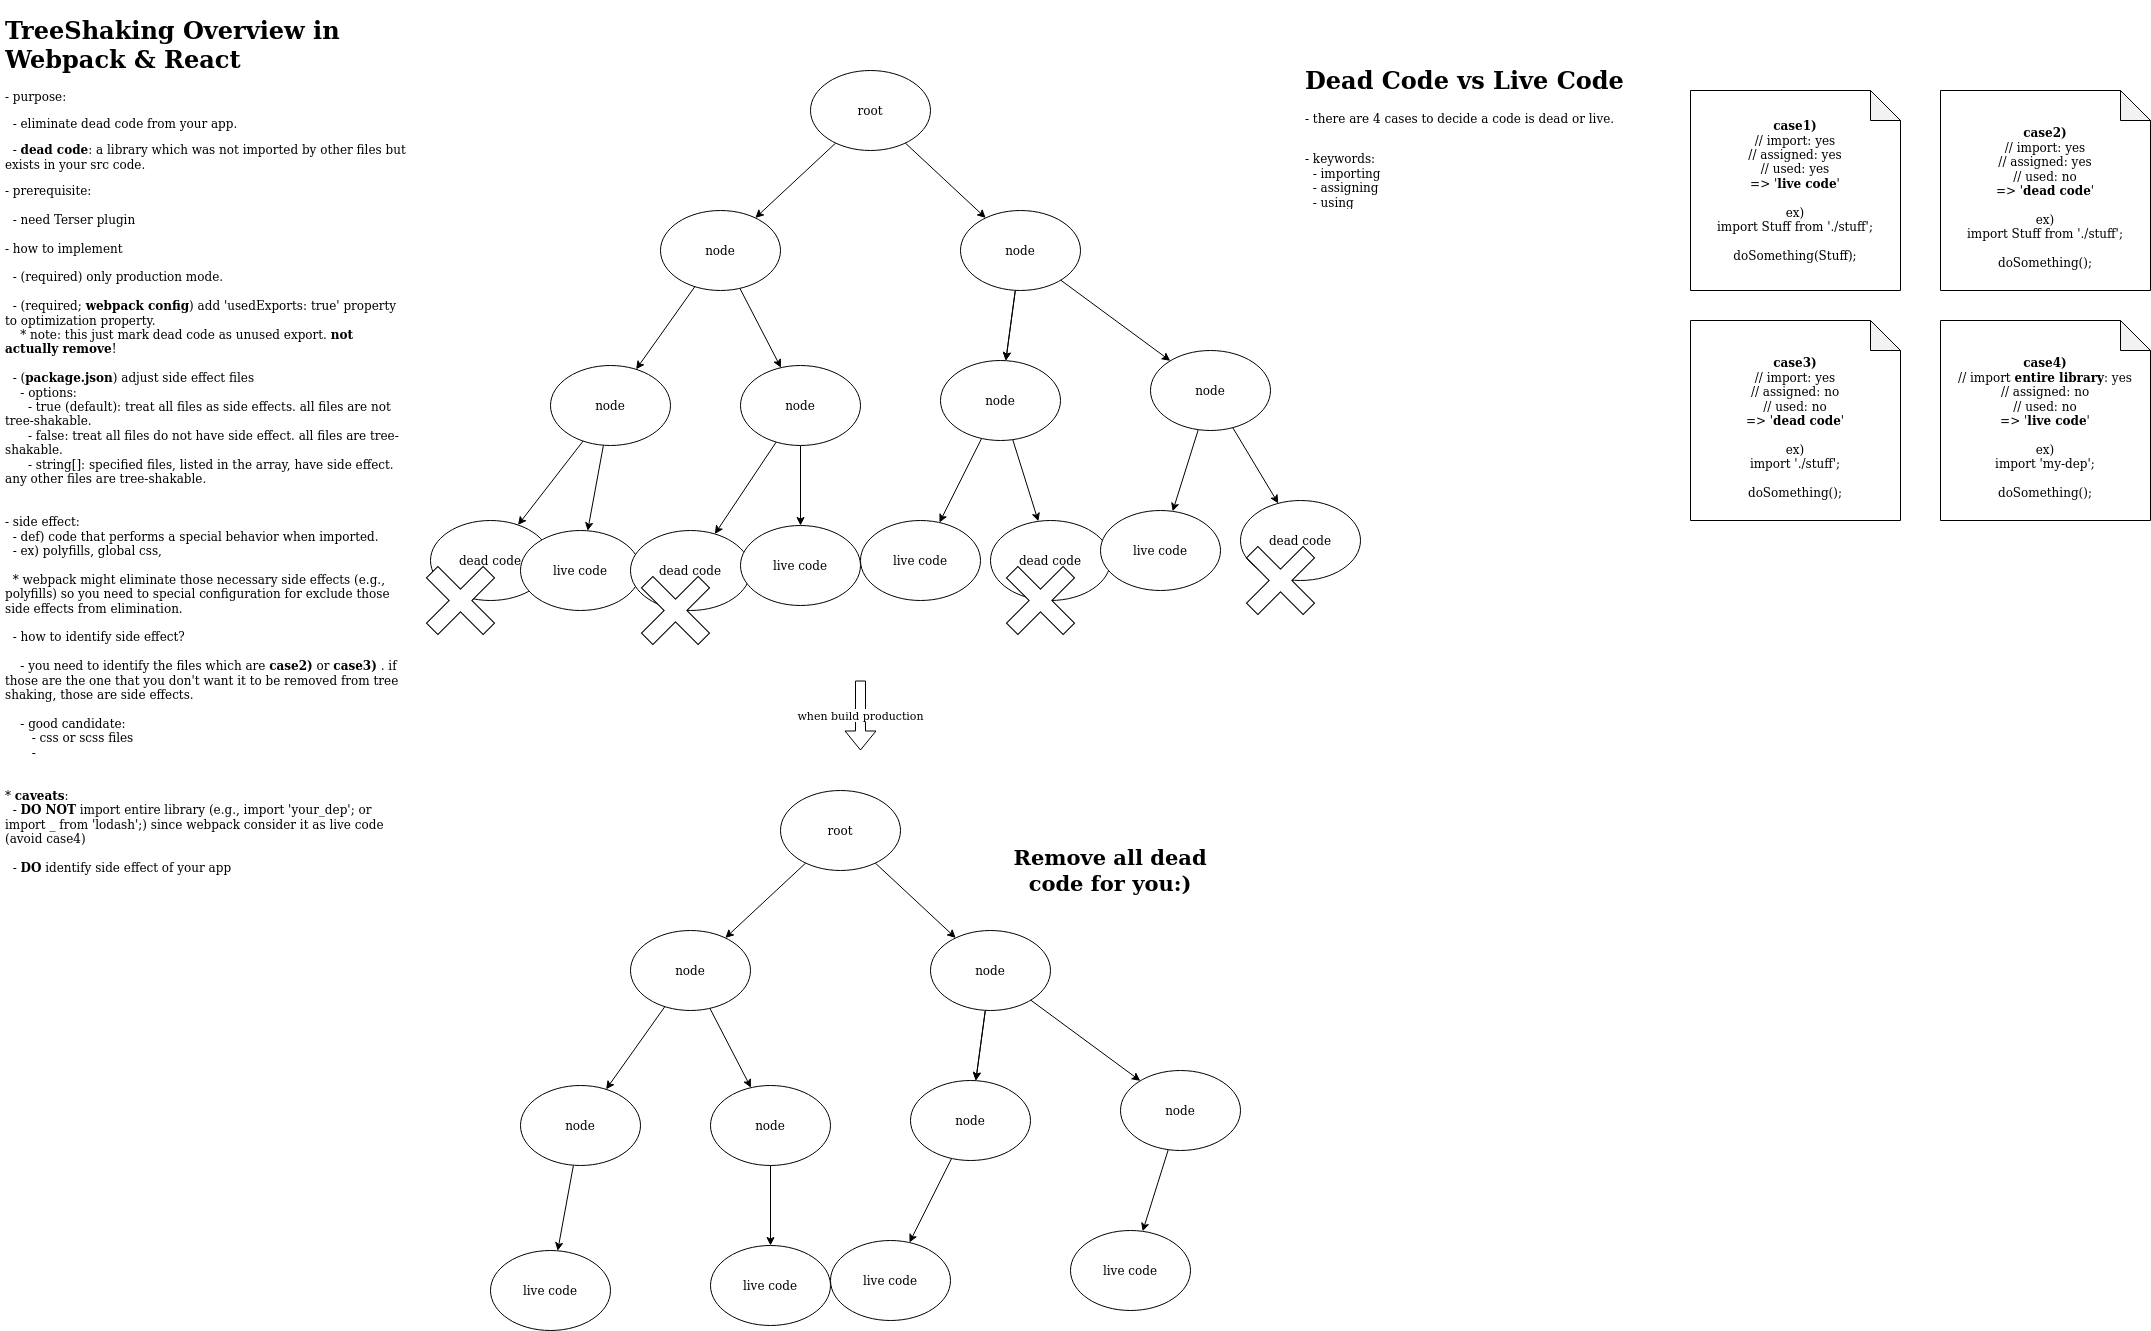 TreeShaking Overview in
Webpack & React
- purpose:
- eliminate dead code from your app.
- dead code: a library which was not imported by other files but
exists in your src code.
- prerequisite:
- need Terser plugin
- how to implement
- (required) only production mode.
- (required; webpack config) add 'usedExports: true' property
to optimization property.
* note: this just mark dead code as unused export. not
actually remove!
- (package.json) adjust side effect files
- options:
- true (default): treat all files as side effects. all files are not
tree-shakable.
- false: treat all files do not have side effect. all files are tree-
shakable.
- string[]: specified files, listed in the array, have side effect.
any other files are tree-shakable.
- side effect:
- def) code that performs a special behavior when imported.
- ex) polyfills, global css,
* webpack might eliminate those necessary side effects (e.g.,
polyfills) so you need to special configuration for exclude those
side effects from elimination.
- how to identify side effect?
- you need to identify the files which are case2) or case3) . if
those are the one that you don't want it to be removed from tree
shaking, those are side effects.
- good candidate:
- css or scss files
-
* caveats:
- DO NOT import entire library (e.g., import 'your_dep'; or
import _ from 'lodash';) since webpack consider it as live code
(avoid case4)
- DO identify side effect of your app
root
node
node
node
node
node
node
dead code
live code
dead code
live code
live code
dead code
live code
dead code
when build production
root
Remove all dead
code for you:)
node
node
node
node
node
node
live code
live code
live code
live code
Dead Code vs Live Code
- there are 4 cases to decide a code is dead or live.
- keywords:
- importing
- assigning
- using
case1)
// import: yes
// assigned: yes
// used: yes
=> 'live code'
ex)
import Stuff from './stuff';
doSomething(Stuff);
case2)
// import: yes
// assigned: yes
// used: no
=> 'dead code'
ex)
import Stuff from './stuff';
doSomething();
case3)
// import: yes
// assigned: no
// used: no
=> 'dead code'
ex)
import './stuff';
doSomething();
case4)
// import entire library: yes
// assigned: no
// used: no
=> 'live code'
ex)
import 'my-dep';
doSomething();